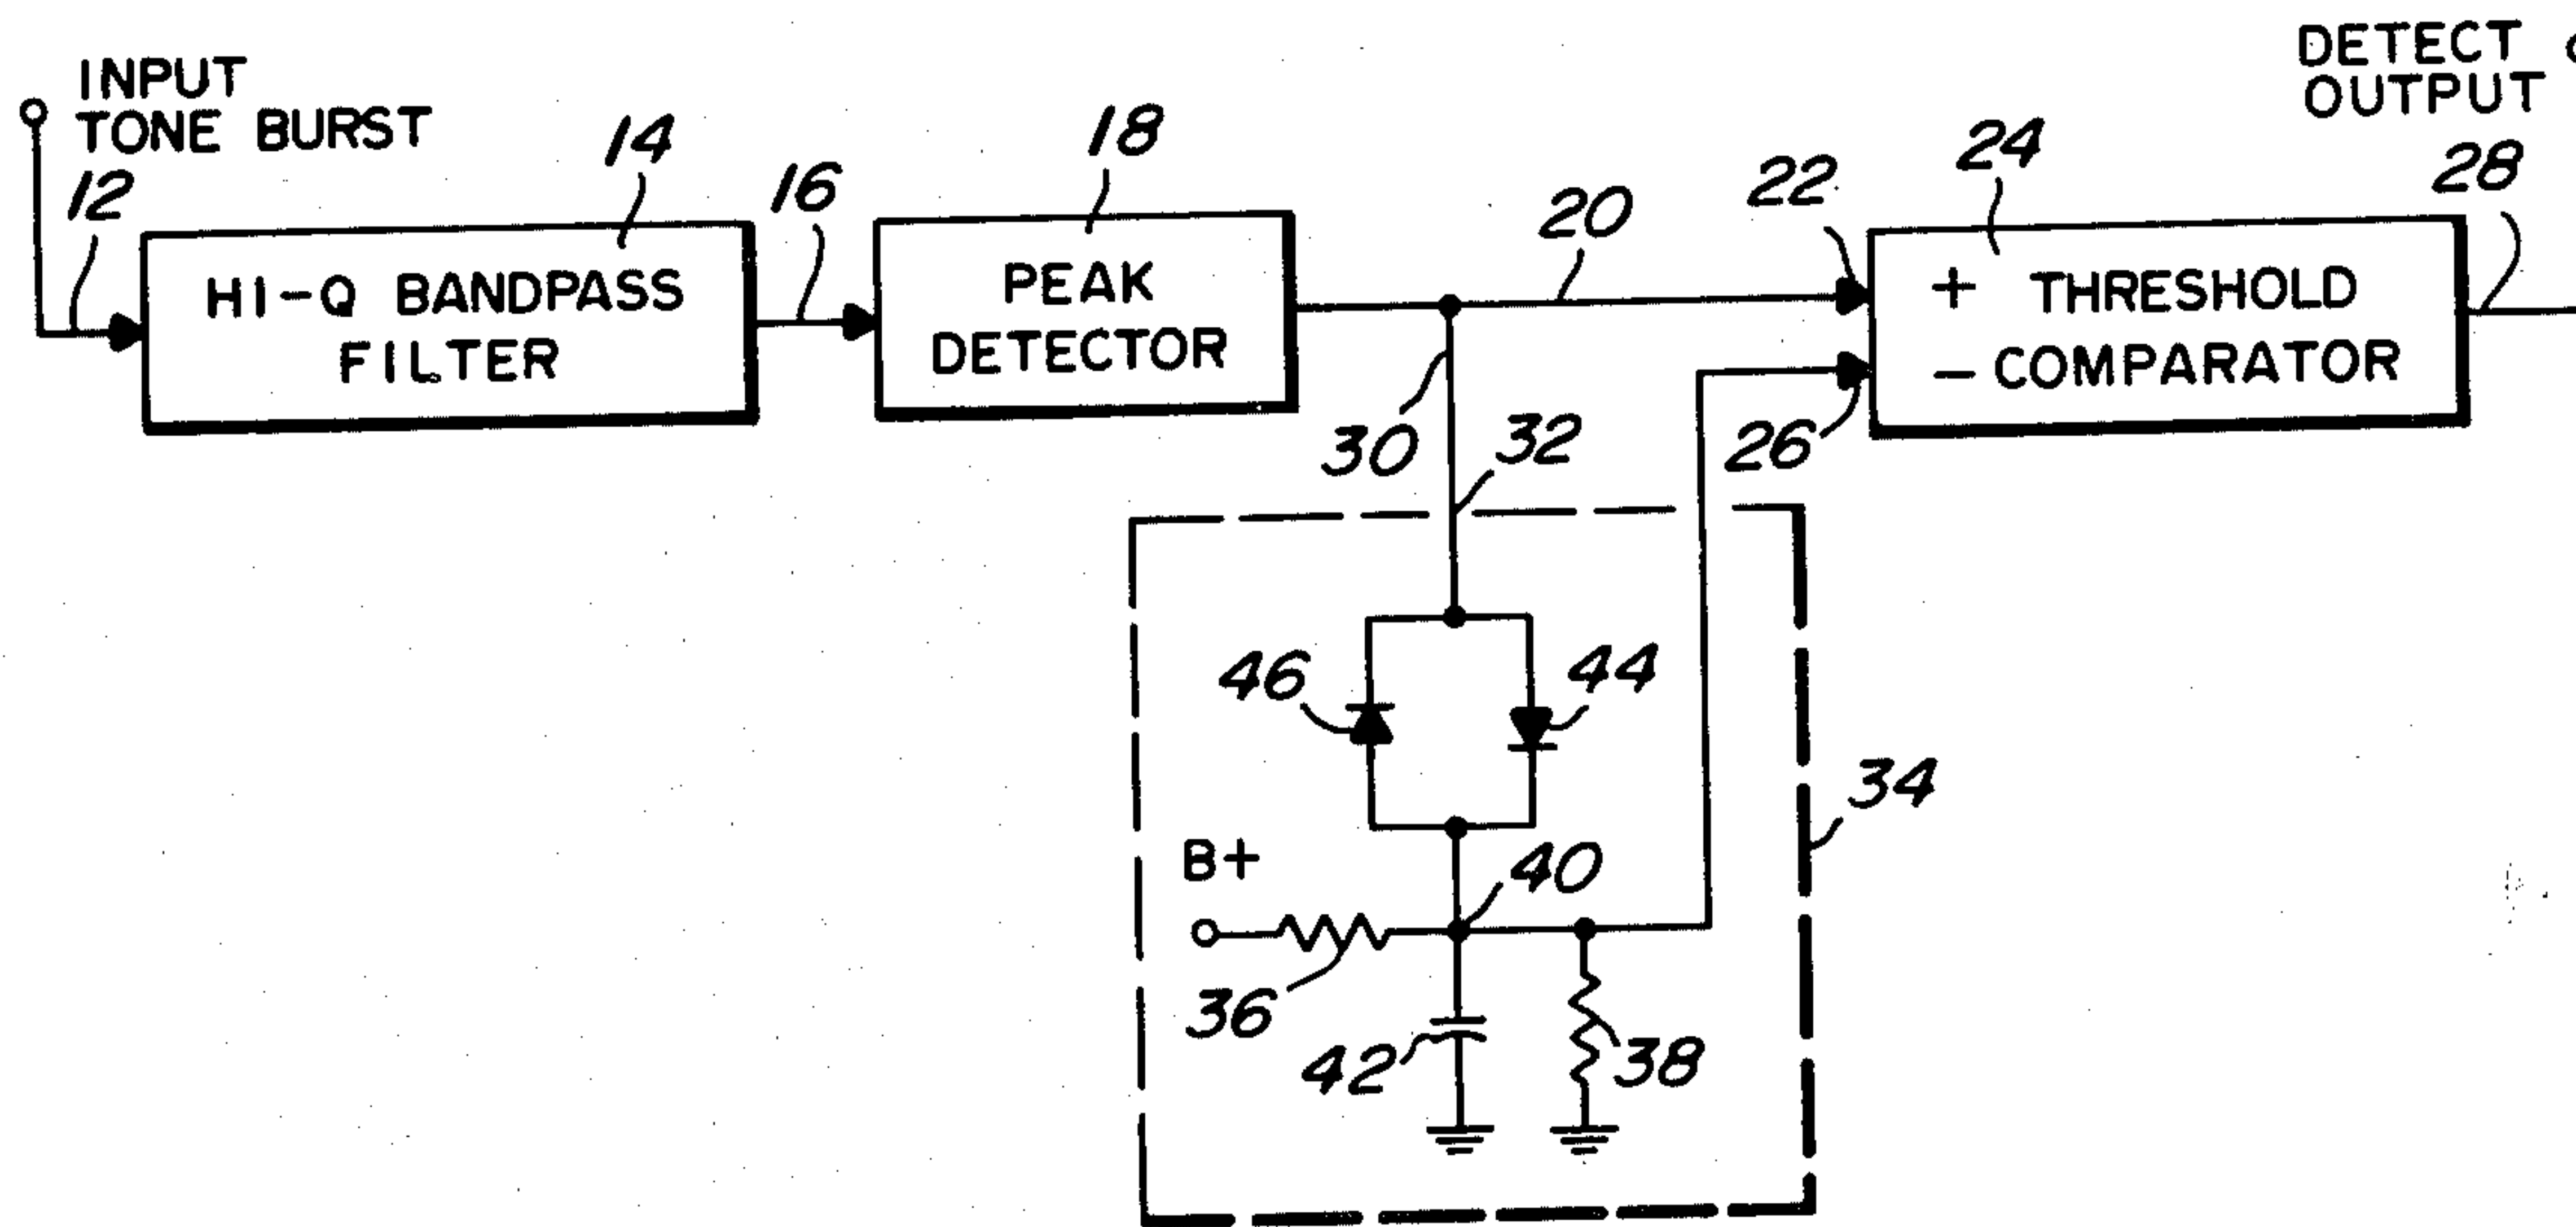 INPUT
TONE BURST
DETECT
OUTPUT
12
14
16
18
20
22
24
28
HI-Q BANDPASS
FILTER
PEAK
DETECTOR
+ THRESHOLD
- COMPARATOR
26
30
32
46
44
34
B+
40
36
42
38